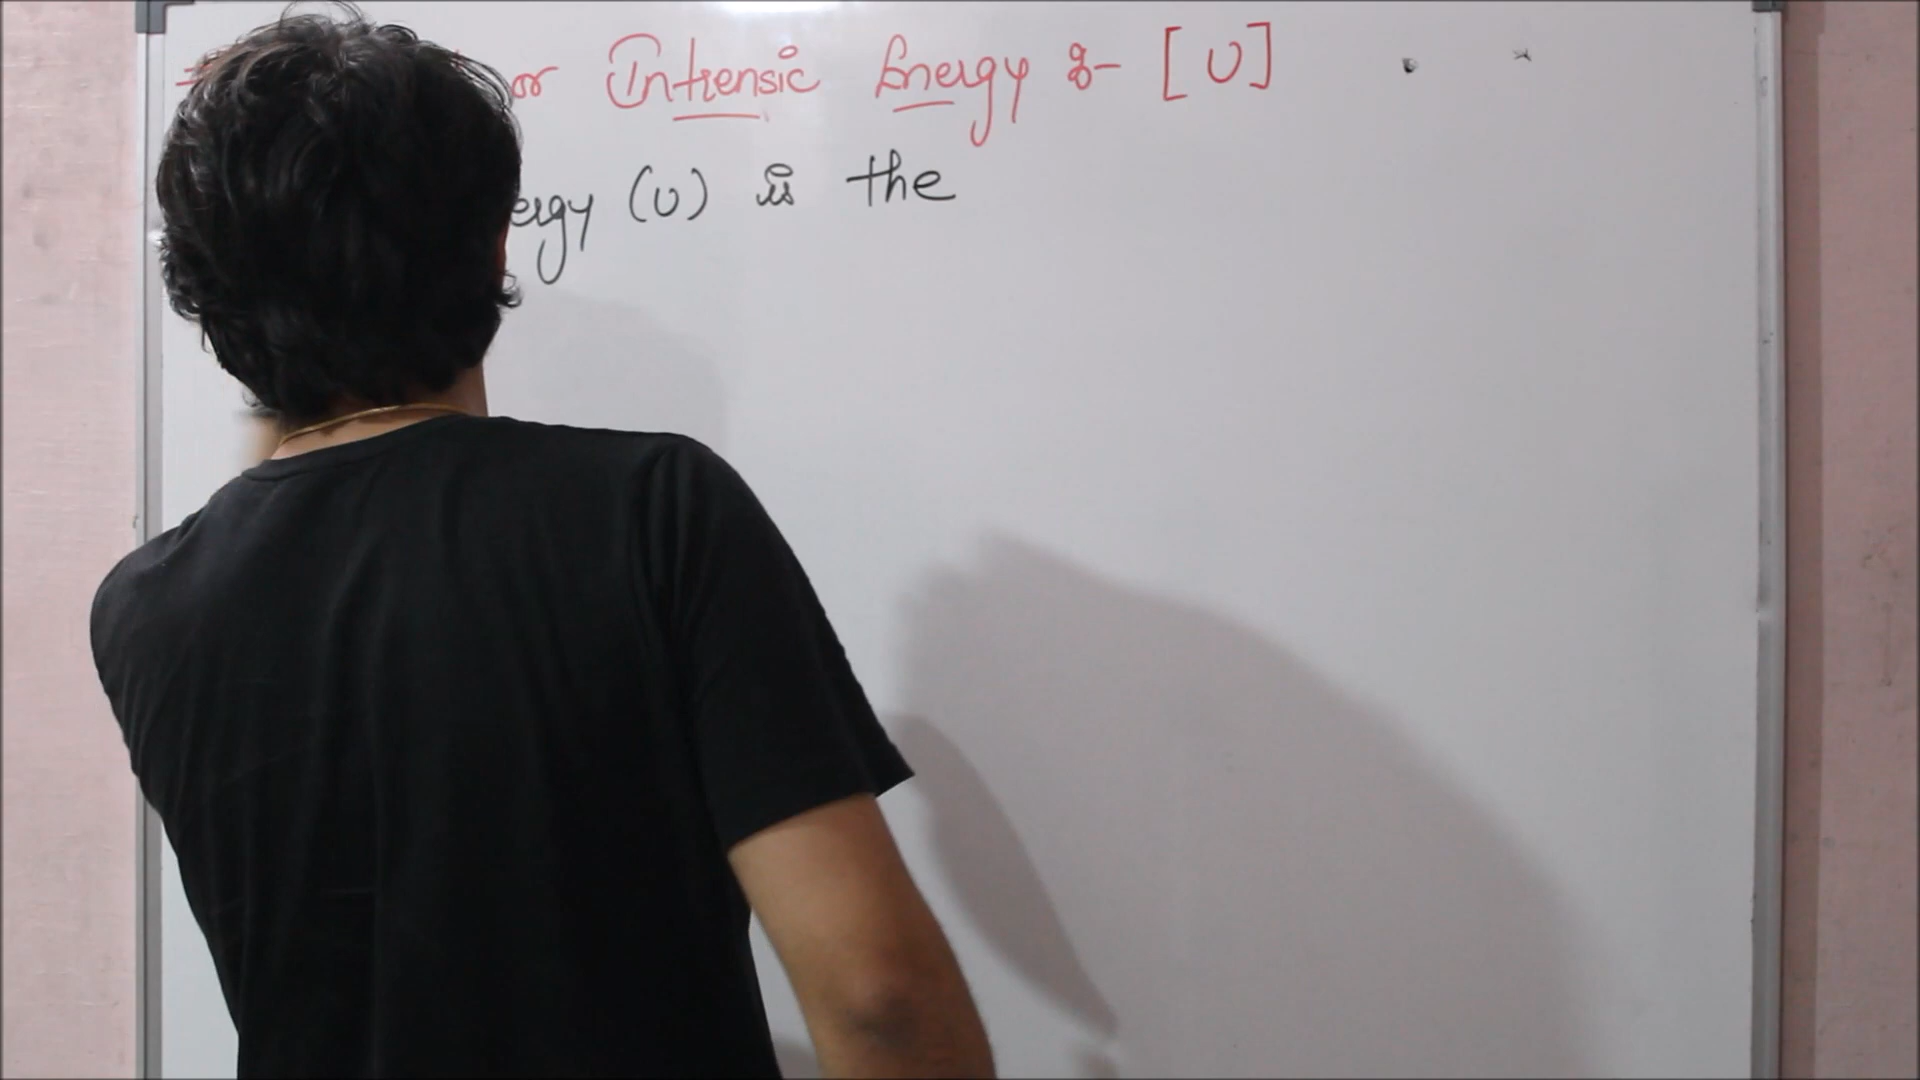 or Intrensic Energy :- [U]
ergy (U) is the